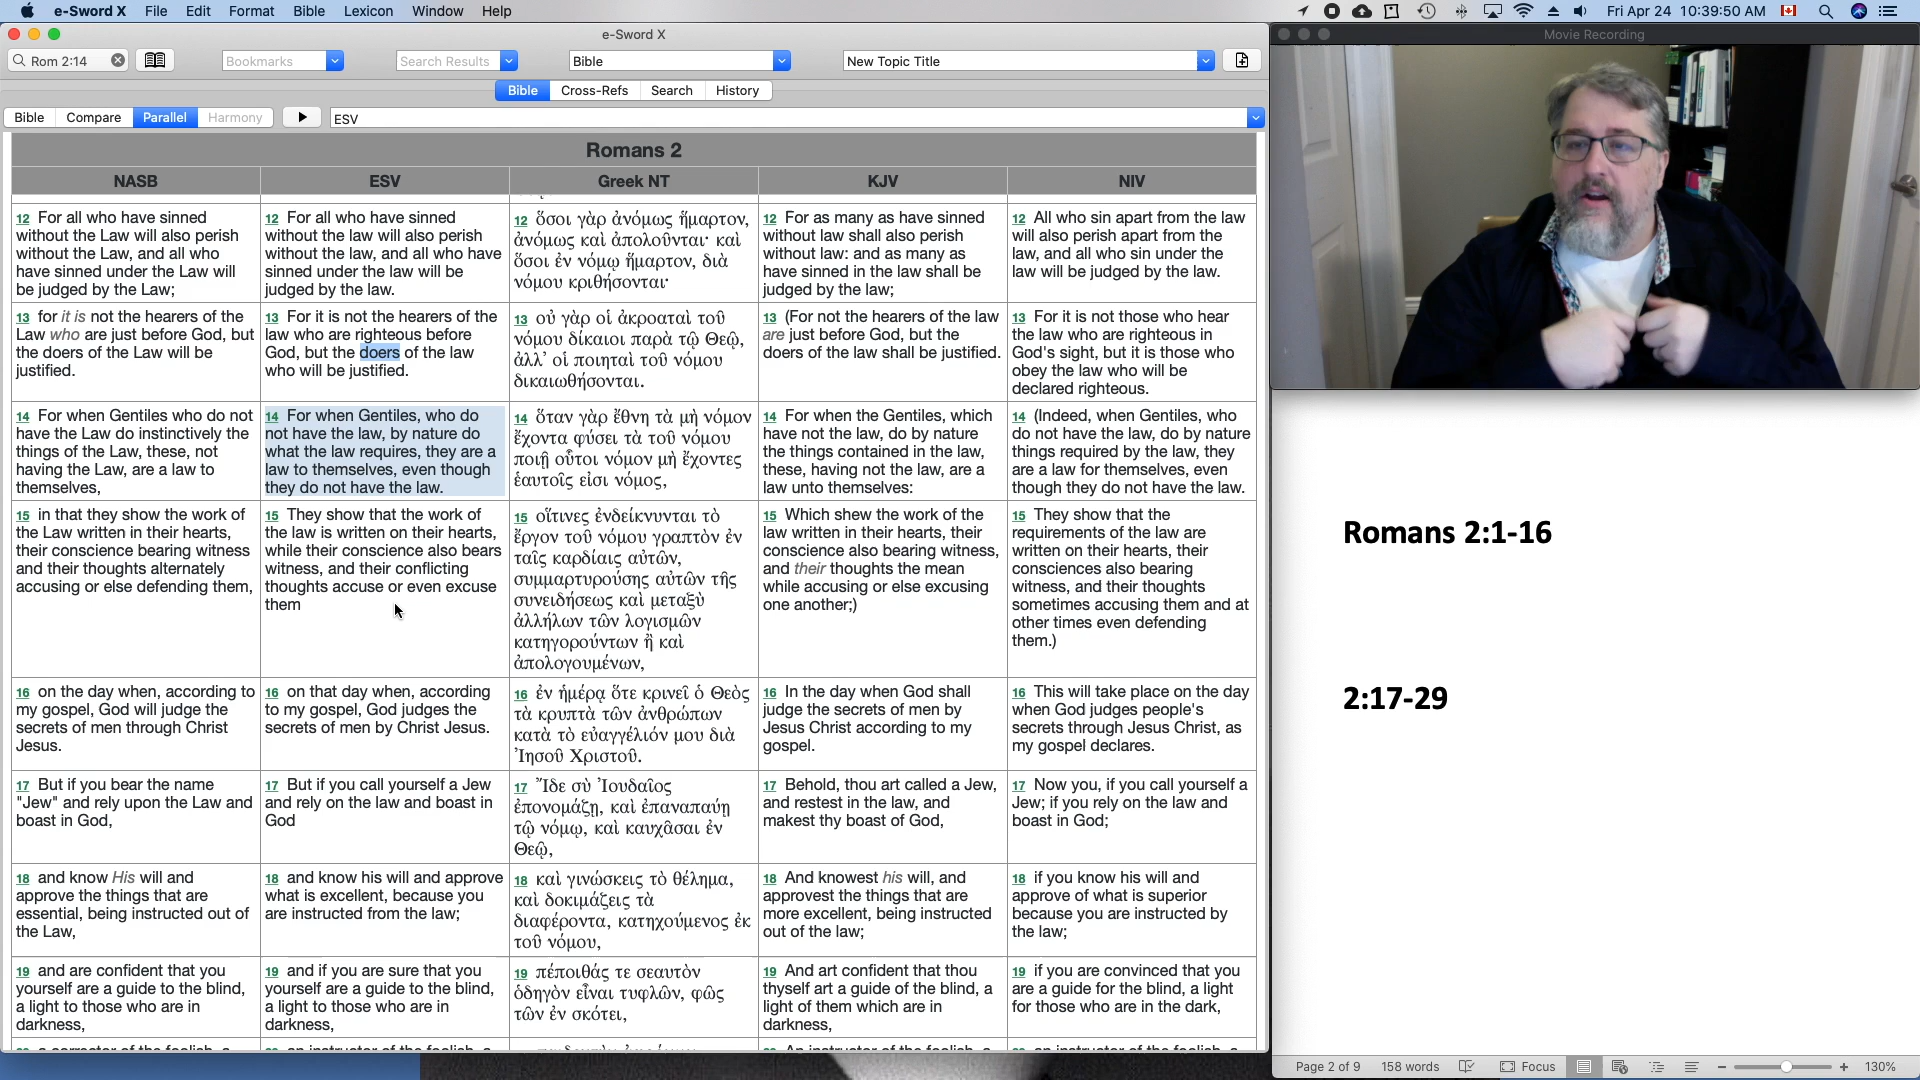 e-Sword X File Edit Format Bible Lexicon Window Help
Fri Apr 24 10:39:50 AM
e-Sword X
Movie Recording
Rom 2:14 Bookmarks Search Results Bible New Topic Title
Bible Cross-Refs Search History
Bible Compare Parallel Harmony ESV
Romans 2
NASB ESV Greek NT KJV NIV
12 For all who have sinned
without the Law will also perish
without the Law, and all who
have sinned under the Law will
be judged by the Law;
12 For all who have sinned
without the law will also perish
without the law, and all who have
sinned under the law will be
judged by the law.
12 ὅσοι γὰρ ἀνόμως ἥμαρτον,
ἀνόμως καὶ ἀπολοῦνται· καὶ
ὅσοι ἐν νόμῳ ἥμαρτον, διὰ
νόμου κριθήσονται·
12 For as many as have sinned
without law shall also perish
without law: and as many as
have sinned in the law shall be
judged by the law;
12 All who sin apart from the law
will also perish apart from the
law, and all who sin under the
law will be judged by the law.
13 for it is not the hearers of the
Law who are just before God, but
the doers of the Law will be
justified.
13 For it is not the hearers of the
law who are righteous before
God, but the doers of the law
who will be justified.
13 οὐ γὰρ οἱ ἀκροαταὶ τοῦ
νόμου δίκαιοι παρὰ τῷ Θεῷ,
ἀλλ' οἱ ποιηταὶ τοῦ νόμου
δικαιωθήσονται.
13 (For not the hearers of the law
are just before God, but the
doers of the law shall be justified.
13 For it is not those who hear
the law who are righteous in
God's sight, but it is those who
obey the law who will be
declared righteous.
14 For when Gentiles who do not
have the Law do instinctively the
things of the Law, these, not
having the Law, are a law to
themselves,
14 For when Gentiles, who do
not have the law, by nature do
what the law requires, they are a
law to themselves, even though
they do not have the law.
14 ὅταν γὰρ ἔθνη τὰ μὴ νόμον
ἔχοντα φύσει τὰ τοῦ νόμου
ποιῇ οὗτοι νόμον μὴ ἔχοντες
ἑαυτοῖς εἰσι νόμος,
14 For when the Gentiles, which
have not the law, do by nature
the things contained in the law,
these, having not the law, are a
law unto themselves:
14 (Indeed, when Gentiles, who
do not have the law, do by nature
things required by the law, they
are a law for themselves, even
though they do not have the law.
15 in that they show the work of
the Law written in their hearts,
their conscience bearing witness
and their thoughts alternately
accusing or else defending them,
15 They show that the work of
the law is written on their hearts,
while their conscience also bears
witness, and their conflicting
thoughts accuse or even excuse
them
15 οἵτινες ἐνδείκνυνται τὸ
ἔργον τοῦ νόμου γραπτὸν ἐν
ταῖς καρδίαις αὐτῶν,
συμμαρτυρούσης αὐτῶν τῆς
συνειδήσεως καὶ μεταξὺ
ἀλλήλων τῶν λογισμῶν
κατηγορούντων ἢ καὶ
ἀπολογουμένων,
15 Which shew the work of the
law written in their hearts, their
conscience also bearing witness,
and their thoughts the mean
while accusing or else excusing
one another;)
15 They show that the
requirements of the law are
written on their hearts, their
consciences also bearing
witness, and their thoughts
sometimes accusing them and at
other times even defending
them.)
16 on the day when, according to
my gospel, God will judge the
secrets of men through Christ
Jesus.
16 on that day when, according
to my gospel, God judges the
secrets of men by Christ Jesus.
16 ἐν ἡμέρᾳ ὅτε κρινεῖ ὁ Θεὸς
τὰ κρυπτὰ τῶν ἀνθρώπων
κατὰ τὸ εὐαγγέλιόν μου διὰ
Ἰησοῦ Χριστοῦ.
16 In the day when God shall
judge the secrets of men by
Jesus Christ according to my
gospel.
16 This will take place on the day
when God judges people's
secrets through Jesus Christ, as
my gospel declares.
17 But if you bear the name
"Jew" and rely upon the Law and
boast in God,
17 But if you call yourself a Jew
and rely on the law and boast in
God
17 Ἴδε σὺ Ἰουδαῖος
ἐπονομάζῃ, καὶ ἐπαναπαύῃ
τῷ νόμῳ, καὶ καυχᾶσαι ἐν
Θεῷ,
17 Behold, thou art called a Jew,
and restest in the law, and
makest thy boast of God,
17 Now you, if you call yourself a
Jew; if you rely on the law and
boast in God;
18 and know His will and
approve the things that are
essential, being instructed out of
the Law,
18 and know his will and approve
what is excellent, because you
are instructed from the law;
18 καὶ γινώσκεις τὸ θέλημα,
καὶ δοκιμάζεις τὰ
διαφέροντα, κατηχούμενος ἐκ
τοῦ νόμου,
18 And knowest his will, and
approvest the things that are
more excellent, being instructed
out of the law;
18 if you know his will and
approve of what is superior
because you are instructed by
the law;
19 and are confident that you
yourself are a guide to the blind,
a light to those who are in
darkness,
19 and if you are sure that you
yourself are a guide to the blind,
a light to those who are in
darkness,
19 πέποιθάς τε σεαυτὸν
ὁδηγὸν εἶναι τυφλῶν, φῶς
τῶν ἐν σκότει,
19 And art confident that thou
thyself art a guide of the blind, a
light of them which are in
darkness,
19 if you are convinced that you
are a guide for the blind, a light
for those who are in the dark,
Romans 2:1-16
2:17-29
Page 2 of 9 158 words Focus 130%